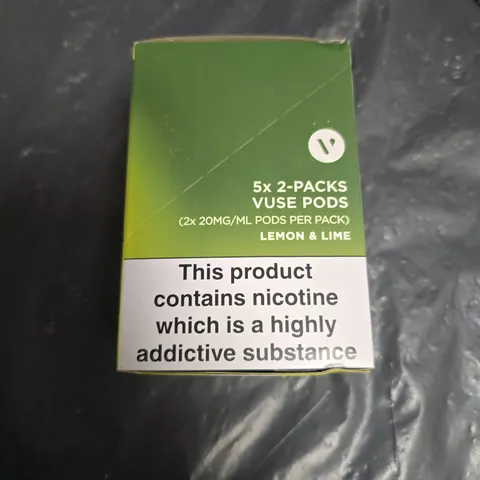 V
5x 2-PACKS
VUSE PODS
(2x 20MG/ML PODS PER PACK)
LEMON & LIME
This product
contains nicotine
which is a highly
addictive substance